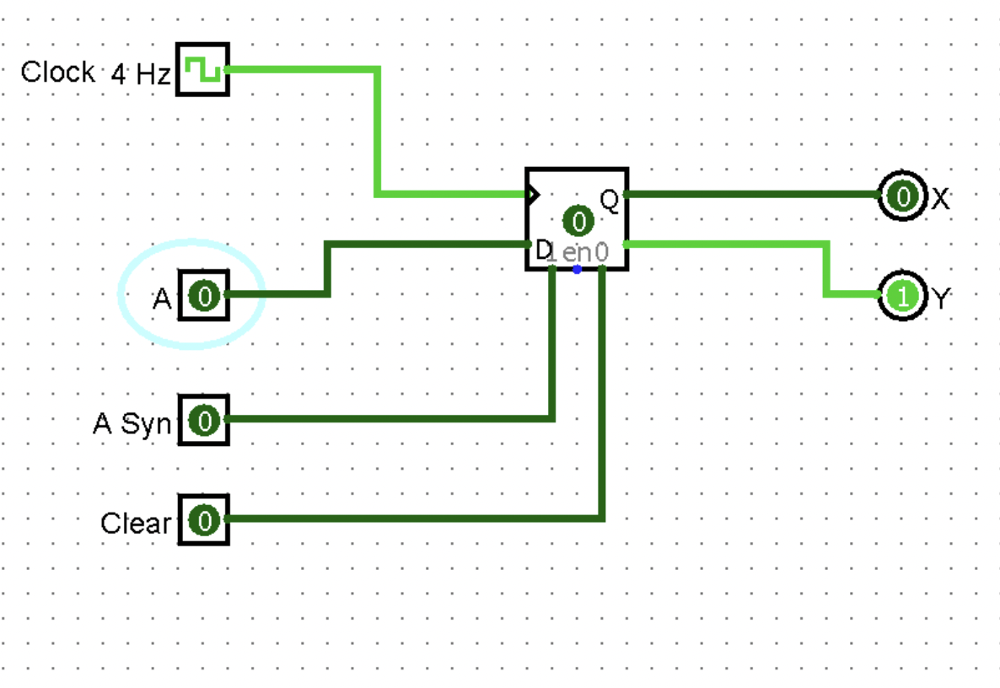 Clock 4 Hz
Q X
0 0
D 1 en 0
A 0
1 Y
A Syn 0
Clear 0